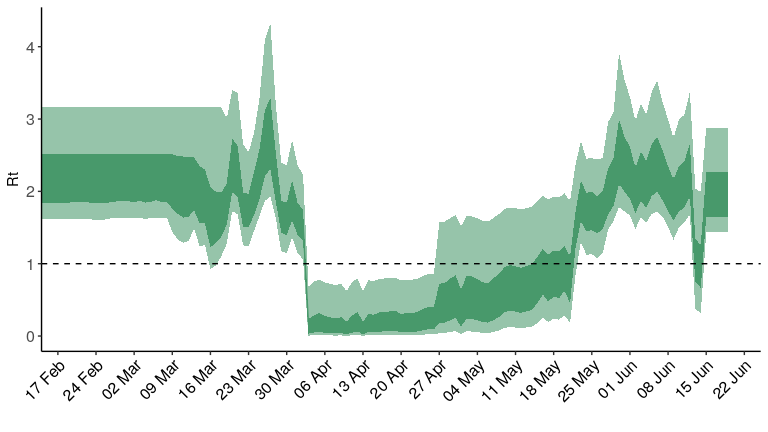 Rt
4
3
2
1
0
17 Feb
24 Feb
02 Mar
09 Mar
16 Mar
23 Mar
30 Mar
06 Apr
13 Apr
20 Apr
27 Apr
04 May
11 May
18 May
25 May
01 Jun
08 Jun
15 Jun
22 Jun